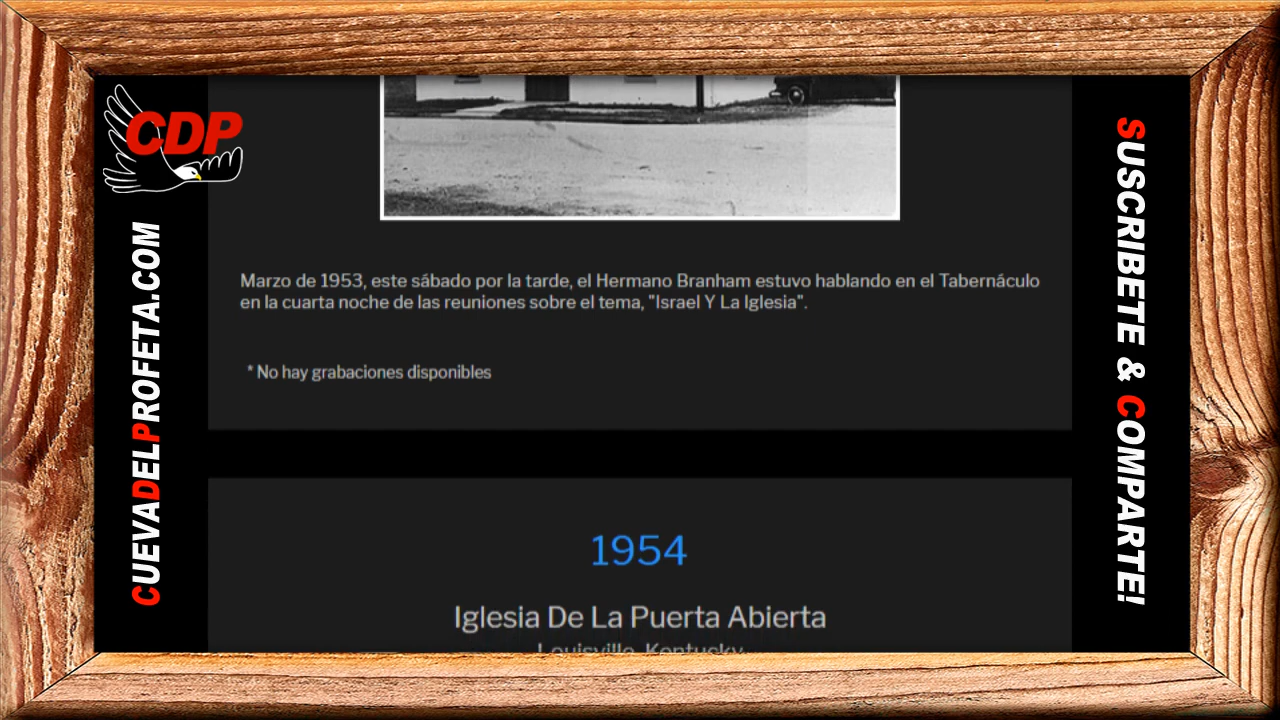 CDP
CUEVADELPROFETA.COM
SUSCRIBETE & COMPARTE!
Marzo de 1953, este sábado por la tarde, el Hermano Branham estuvo hablando en el Tabernáculo
en la cuarta noche de las reuniones sobre el tema, "Israel Y La Iglesia".
* No hay grabaciones disponibles
1954
Iglesia De La Puerta Abierta
Louisville, Kentucky